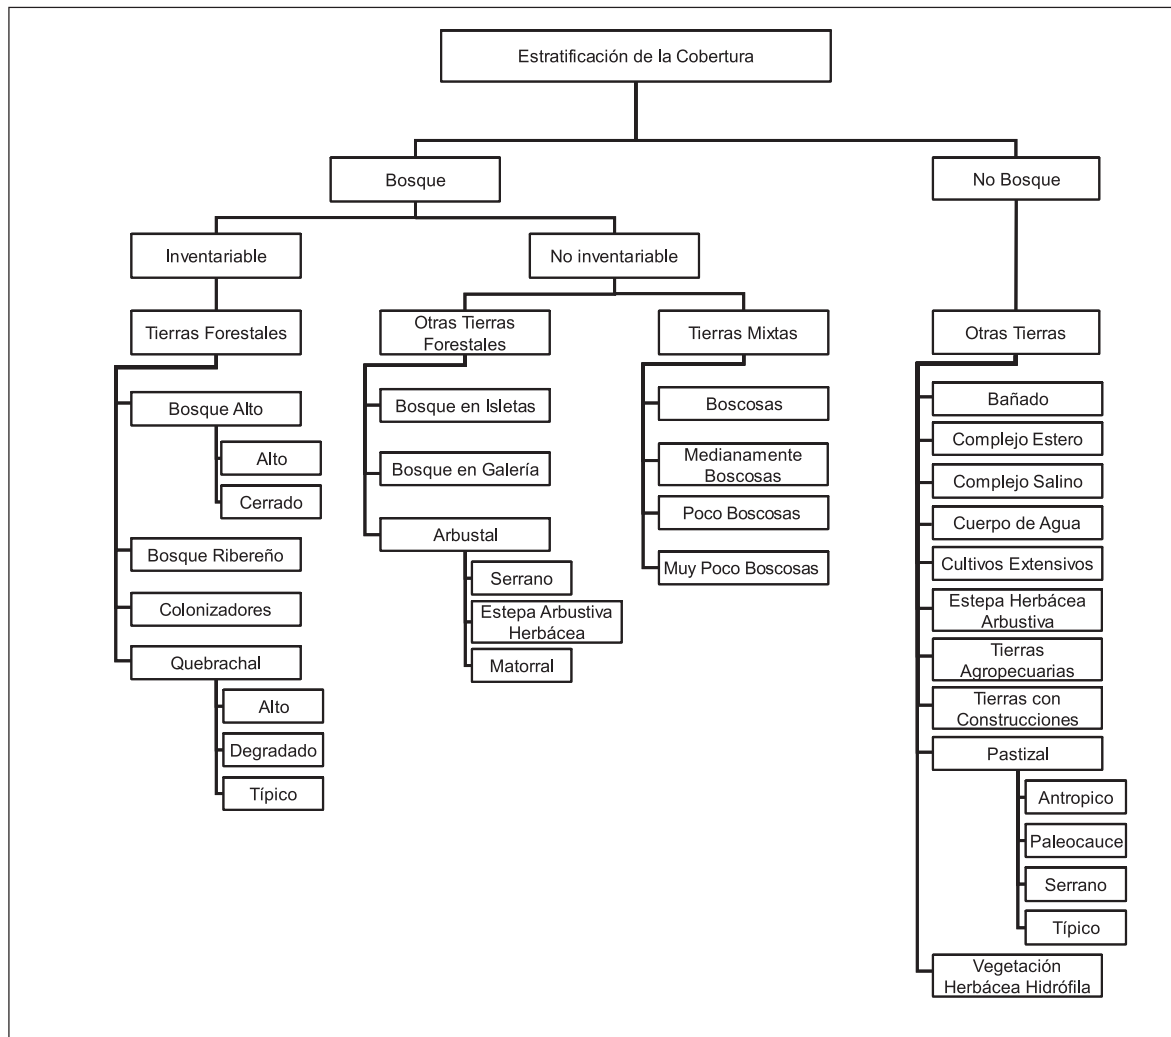 Estratificación de la Cobertura
Bosque
No Bosque
Inventariable
No inventariable
Tierras Forestales
Otras Tierras
Forestales
Tierras Mixtas
Otras Tierras
Bosque Alto
Alto
Cerrado
Bosque Ribereño
Colonizadores
Quebrachal
Alto
Degradado
Típico
Bosque en Isletas
Bosque en Galería
Arbustal
Serrano
Estepa Arbustiva
Herbácea
Matorral
Boscosas
Medianamente
Boscosas
Poco Boscosas
Muy Poco Boscosas
Bañado
Complejo Estero
Complejo Salino
Cuerpo de Agua
Cultivos Extensivos
Estepa Herbácea
Arbustiva
Tierras
Agropecuarias
Tierras con
Construcciones
Pastizal
Antropico
Paleocauce
Serrano
Típico
Vegetación
Herbácea Hidrófila